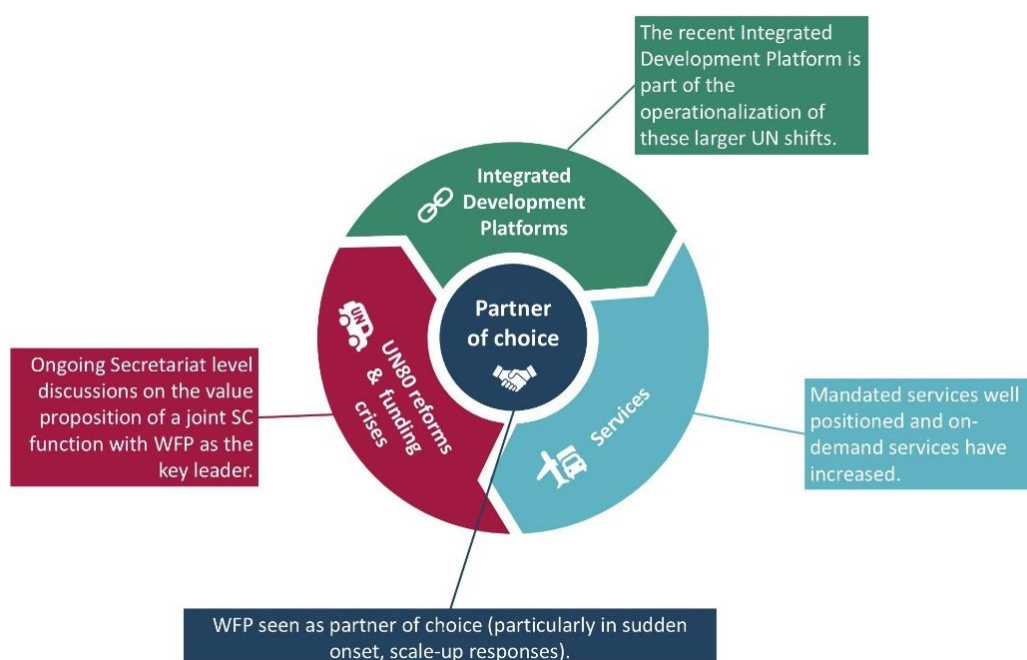 The recent Integrated
Development Platform is
part of the
operationalization of
these larger UN shifts.
Integrated
Development
Platforms
Partner
of choice
UN
UN80 reforms
& funding
crises
Services
Ongoing Secretariat level
discussions on the value
proposition of a joint SC
function with WFP as the
key leader.
Mandated services well
positioned and on-
demand services have
increased.
WFP seen as partner of choice (particularly in sudden
onset, scale-up responses).